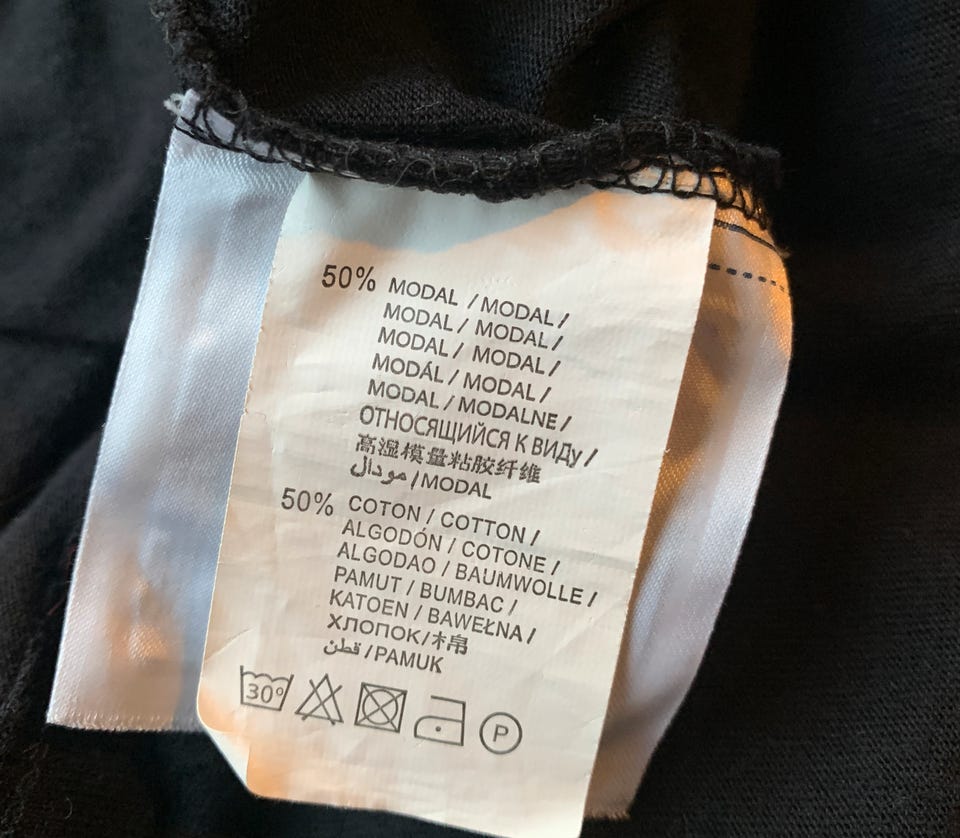 50% MODAL / MODAL /
MODAL / MODAL /
MODAL / MODAL /
MODÁL / MODAL /
MODAL / MODALNE /
ОТНОСЯЩИЙСЯ К ВИДу /
高湿模量粘胶纤维
مودال / MODAL
50% COTON / COTTON /
ALGODÓN / COTONE /
ALGODAO / BAUMWOLLE /
PAMUT / BUMBAC /
KATOEN / BAWEŁNA /
ХЛОПОК/木帛
قطن / PAMUK
30° P